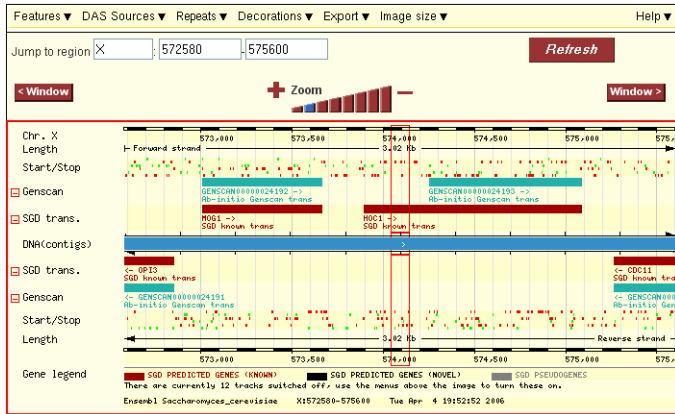 Features ▼ DAS Sources ▼ Repeats ▼ Decorations ▼ Export ▼ Image size ▼ Help ▼
Jump to region X : 572580 - 575600 Refresh
< Window + Zoom − Window >
Chr. X 573,000 573,500 574,000 574,500 575,000 575,
Length Forward strand 3.02 Kb
Start/Stop
Genscan GENSCAN00000024192 -> GENSCAN00000024193 ->
Ab-initio Genscan trans Ab-initio Genscan trans
SGD trans. MOG1 -> HOC1 ->
SGD known trans SGD known trans
DNA(contigs) >
SGD trans. <- OPI3 <- CDC11
SGD known trans SGD known tran
Genscan <- GENSCAN00000024191 <- GENSCAN000
Ab-initio Genscan trans Ab-initio Gen
Start/Stop
Length 3.02 Kb Reverse strand
573,000 573,500 574,000 574,500 575,000 575,
Gene legend SGD PREDICTED GENES (KNOWN) SGD PREDICTED GENES (NOVEL) SGD PSEUDOGENES
There are currently 12 tracks switched off, use the menus above the image to turn these on.
Ensembl Saccharomyces_cerevisiae X:572580-575600 Tue Apr 4 19:52:52 2006